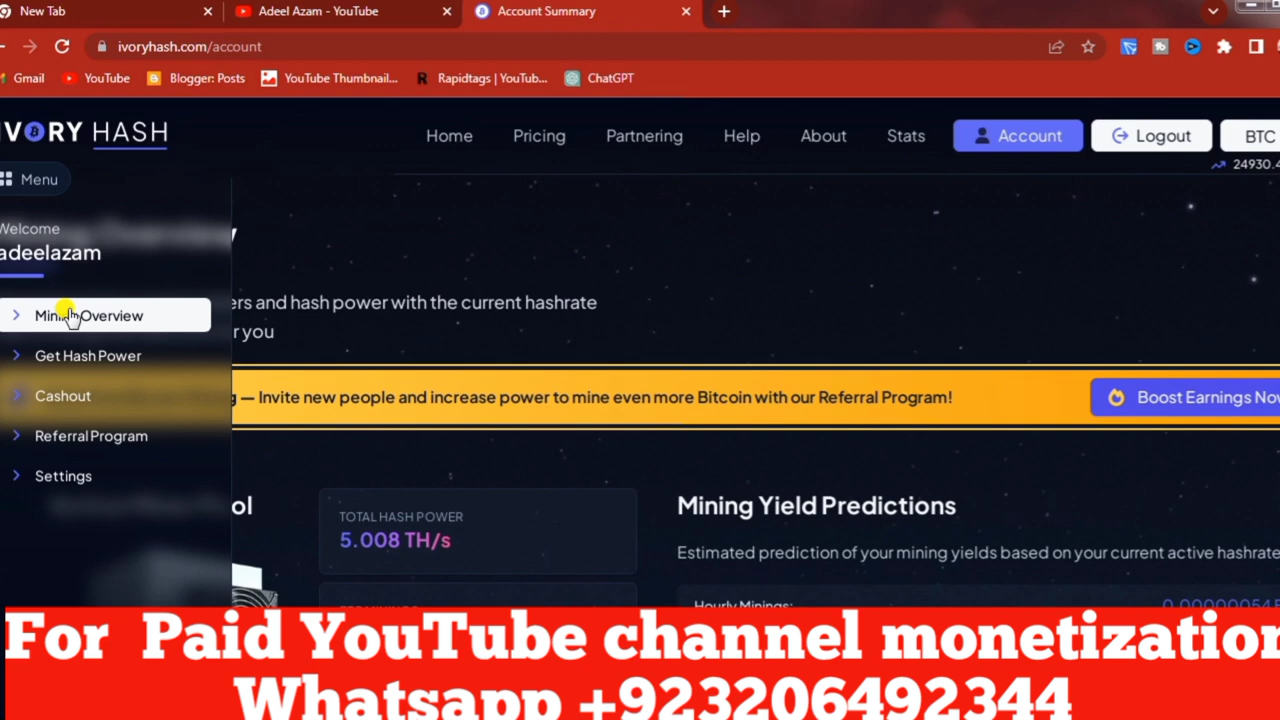 New Tab
Adeel Azam - YouTube
Account Summary
ivoryhash.com/account
Gmail
YouTube
Blogger: Posts
YouTube Thumbnail...
Rapidtags | YouTub...
ChatGPT
IVORY HASH
Home
Pricing
Partnering
Help
About
Stats
Account
Logout
BTC
24930.4
Menu
Welcome
adeelazam
Overview
ers and hash power with the current hashrate
r you
Get Hash Power
Cashout
— Invite new people and increase power to mine even more Bitcoin with our Referral Program!
Boost Earnings Now
Referral Program
Settings
ol
TOTAL HASH POWER
5.008 TH/s
Mining Yield Predictions
Estimated prediction of your mining yields based on your current active hashrate
Hourly Minings:
For Paid YouTube channel monetization
Whatsapp +923206492344